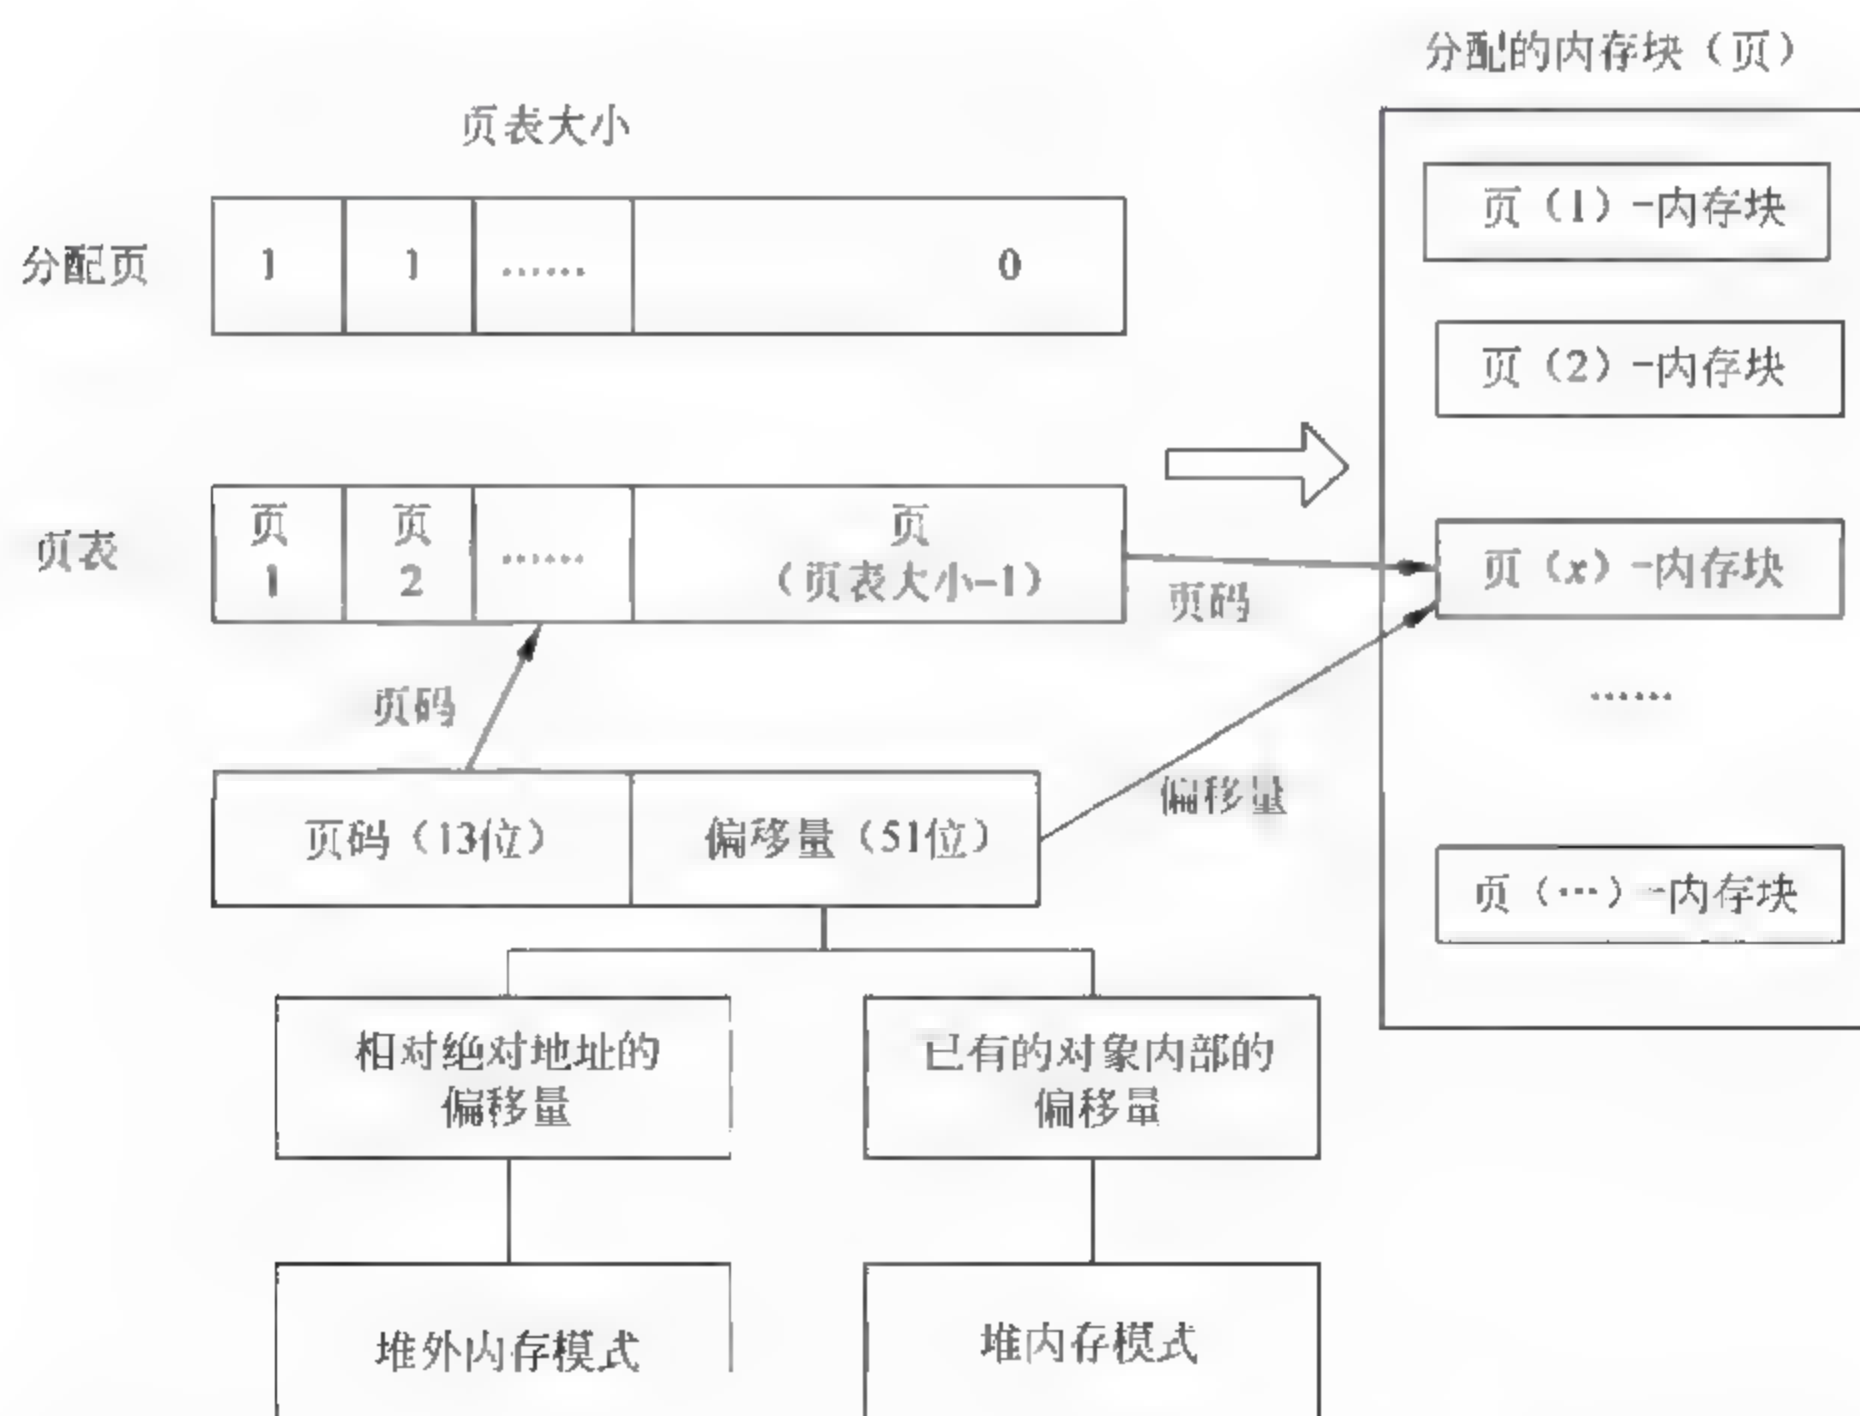 分配的内存块（页）
页表大小
页（1）-内存块
分配页
1 1 …… 0
页（2）-内存块
页表
页
1
页
2
……
页
（页表大小-1）
页码
页（x）-内存块
……
页码
页码（13位）
偏移量（51位）
偏移量
页（…）-内存块
相对绝对地址的
偏移量
已有的对象内部的
偏移量
堆外内存模式
堆内存模式